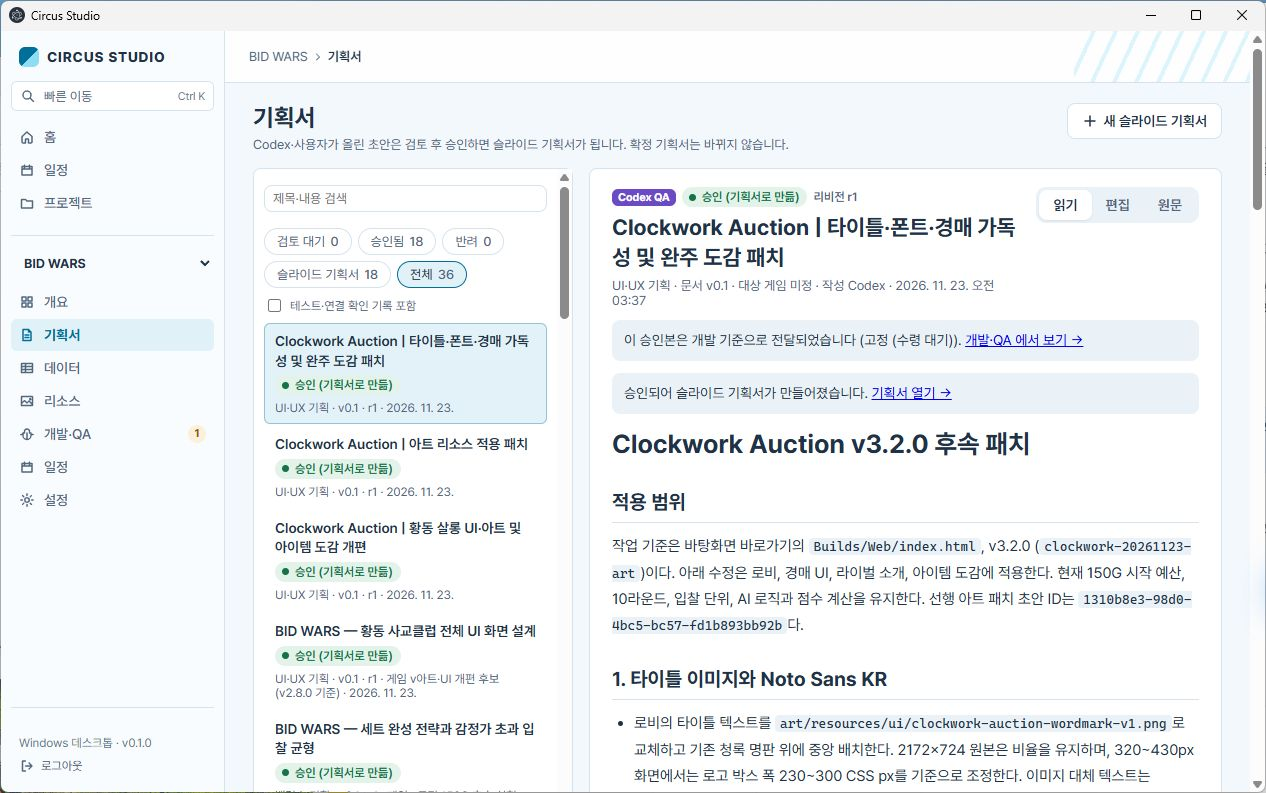 Circus Studio
CIRCUS STUDIO
빠른 이동 Ctrl K
홈
일정
프로젝트
BID WARS
개요
기획서
데이터
리소스
개발·QA 1
일정
설정
Windows 데스크톱 · v0.1.0
로그아웃
BID WARS > 기획서
기획서
Codex·사용자가 올린 초안은 검토 후 승인하면 슬라이드 기획서가 됩니다. 확정 기획서는 바뀌지 않습니다.
+ 새 슬라이드 기획서
제목·내용 검색
검토 대기 0 승인됨 18 반려 0
슬라이드 기획서 18 전체 36
테스트·연결 확인 기록 포함
Clockwork Auction | 타이틀·폰트·경매 가독
성 및 완주 도감 패치
승인 (기획서로 만듦)
UI·UX 기획 · v0.1 · r1 · 2026. 11. 23.
Clockwork Auction | 아트 리소스 적용 패치
승인 (기획서로 만듦)
UI·UX 기획 · v0.1 · r1 · 2026. 11. 23.
Clockwork Auction | 황동 살롱 UI·아트 및
아이템 도감 개편
승인 (기획서로 만듦)
UI·UX 기획 · v0.1 · r1 · 2026. 11. 23.
BID WARS — 황동 사교클럽 전체 UI 화면 설계
승인 (기획서로 만듦)
UI·UX 기획 · v0.1 · r1 · 게임 v아트·UI 개편 후보
(v2.8.0 기준) · 2026. 11. 23.
BID WARS — 세트 완성 전략과 감정가 초과 입
찰 균형
승인 (기획서로 만듦)
Codex QA 승인 (기획서로 만듦) 리비전 r1
읽기 편집 원문
Clockwork Auction | 타이틀·폰트·경매 가독
성 및 완주 도감 패치
UI·UX 기획 · 문서 v0.1 · 대상 게임 미정 · 작성 Codex · 2026. 11. 23. 오전
03:37
이 승인본은 개발 기준으로 전달되었습니다 (고정 (수령 대기)). 개발·QA 에서 보기 →
승인되어 슬라이드 기획서가 만들어졌습니다. 기획서 열기 →
Clockwork Auction v3.2.0 후속 패치
적용 범위
작업 기준은 바탕화면 바로가기의 Builds/Web/index.html , v3.2.0 ( clockwork-20261123-
art )이다. 아래 수정은 로비, 경매 UI, 라이벌 소개, 아이템 도감에 적용한다. 현재 150G 시작 예산,
10라운드, 입찰 단위, AI 로직과 점수 계산을 유지한다. 선행 아트 패치 초안 ID는 1310b8e3-98d0-
4bc5-bc57-fd1b893bb92b 다.
1. 타이틀 이미지와 Noto Sans KR
• 로비의 타이틀 텍스트를 art/resources/ui/clockwork-auction-wordmark-v1.png 로
교체하고 기존 청록 명판 위에 중앙 배치한다. 2172×724 원본은 비율을 유지하며, 320~430px
화면에서는 로고 박스 폭 230~300 CSS px를 기준으로 조정한다. 이미지 대체 텍스트는